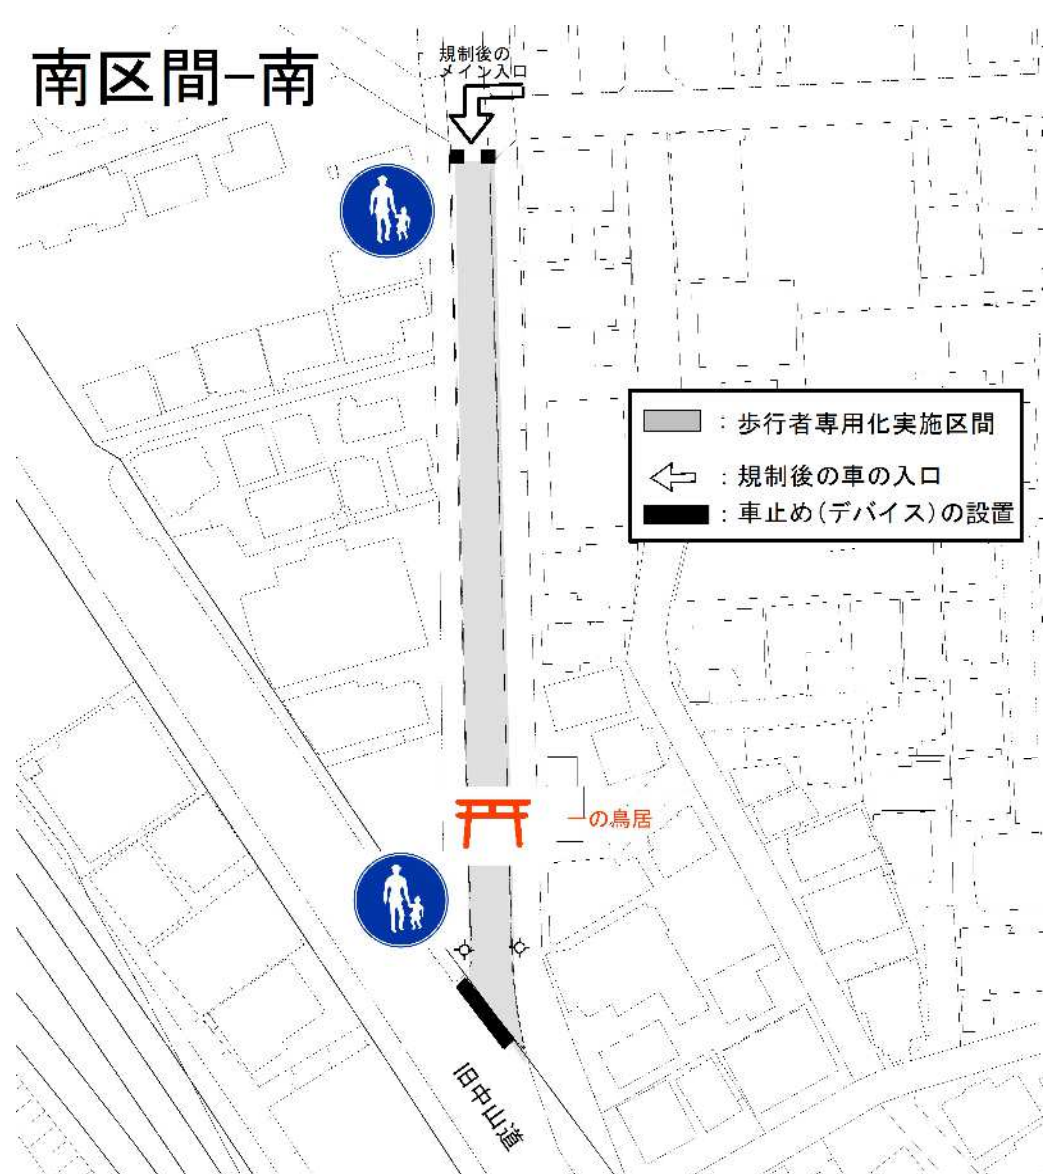 南区間−南
規制後の
メイン入口
：歩行者専用化実施区間
：規制後の車の入口
：車止め(デバイス)の設置
一の鳥居
旧中山道